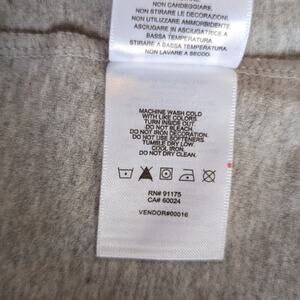 NON CANDEGGIARE.
NON STIRARE LE DECORAZIONI.
NON UTILIZZARE AMMORBIDENTE.
ASCIUGARE IN ASCIUGATRICE A
BASSA TEMPERATURA.
STIRARE A BASSA TEMPERATURA.
NON LAVARE A SECCO.
MACHINE WASH COLD
WITH LIKE COLORS
TURN INSIDE OUT.
DO NOT BLEACH.
DO NOT IRON DECORATION.
DO NOT USE SOFTENERS
TUMBLE DRY LOW
COOL IRON.
DO NOT DRY CLEAN.
RN# 91175
CA# 60024
VENDOR#00016